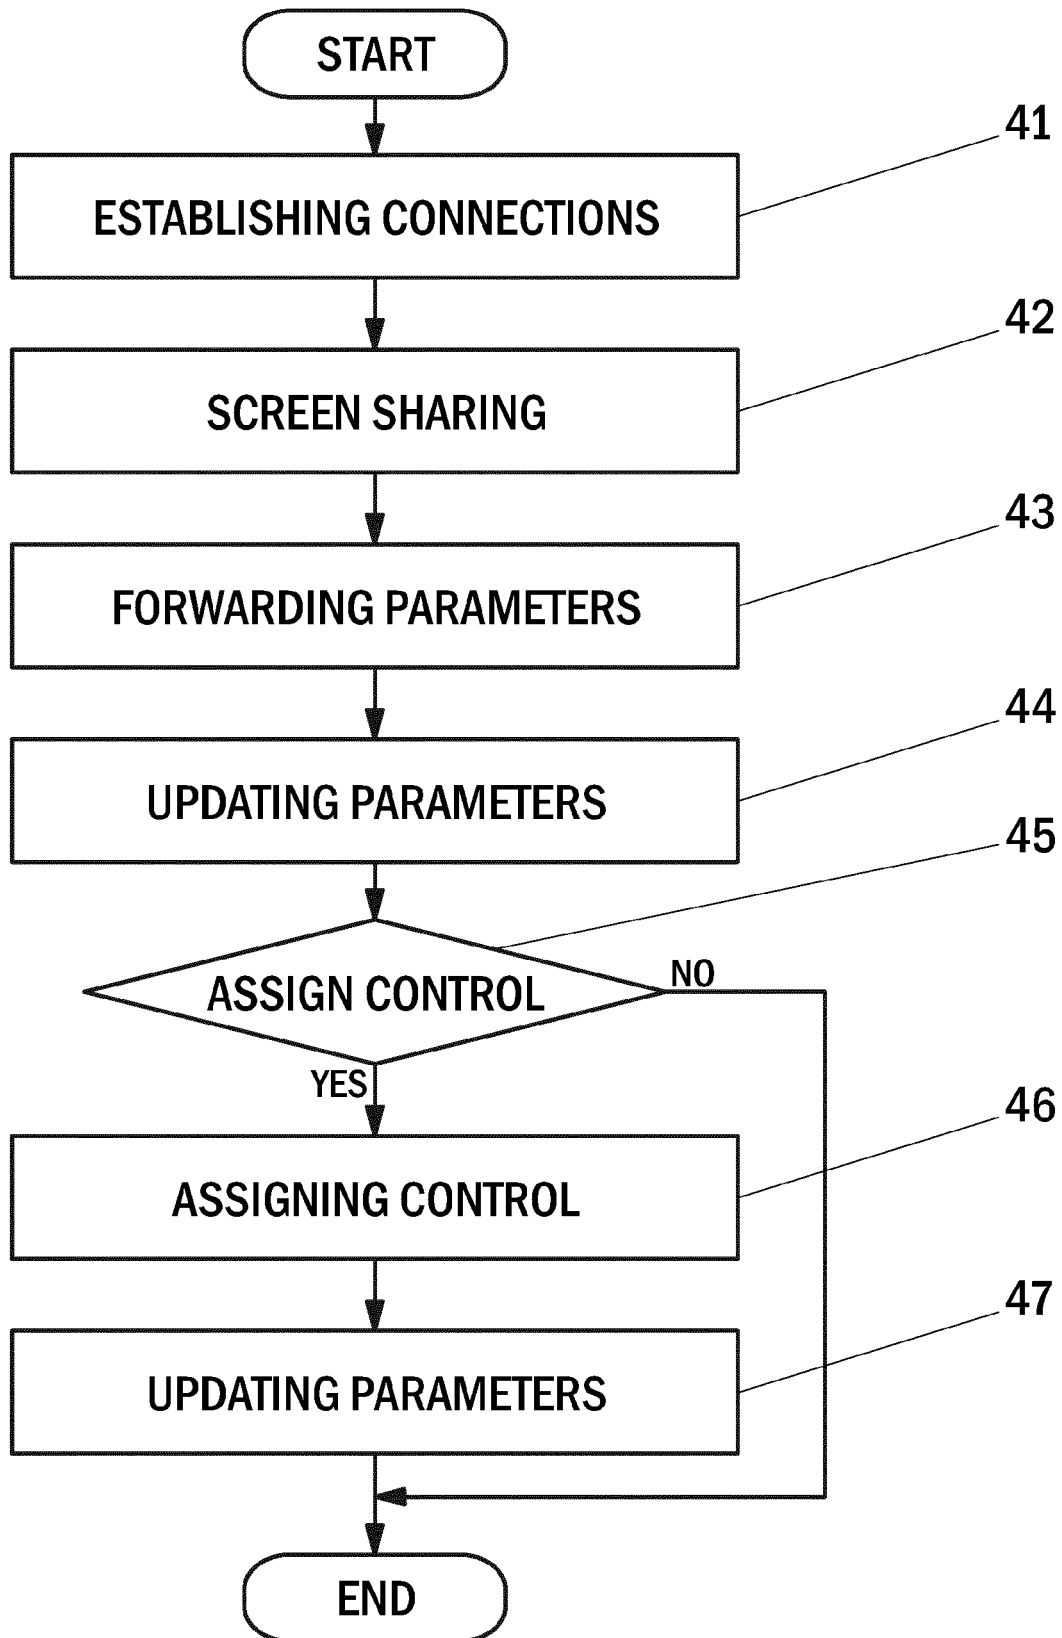 START
41
ESTABLISHING CONNECTIONS
42
SCREEN SHARING
43
FORWARDING PARAMETERS
44
UPDATING PARAMETERS
45
ASSIGN CONTROL
NO
YES
46
ASSIGNING CONTROL
47
UPDATING PARAMETERS
END